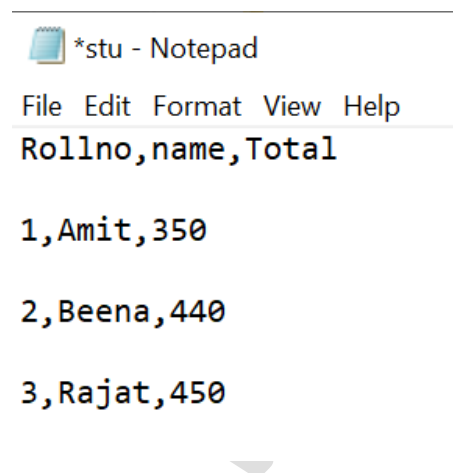 *stu - Notepad
File Edit Format View Help
Rollno,name,Total
1,Amit,350
2,Beena,440
3,Rajat,450